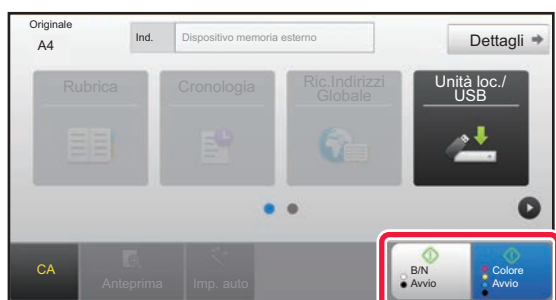 Originale
A4
Ind.
Dispositivo memoria esterno
Dettagli
Rubrica
Cronologia
Ric.Indirizzi
Globale
Unità loc./
USB
CA
Anteprima
Imp. auto
B/N
Avvio
Colore
Avvio